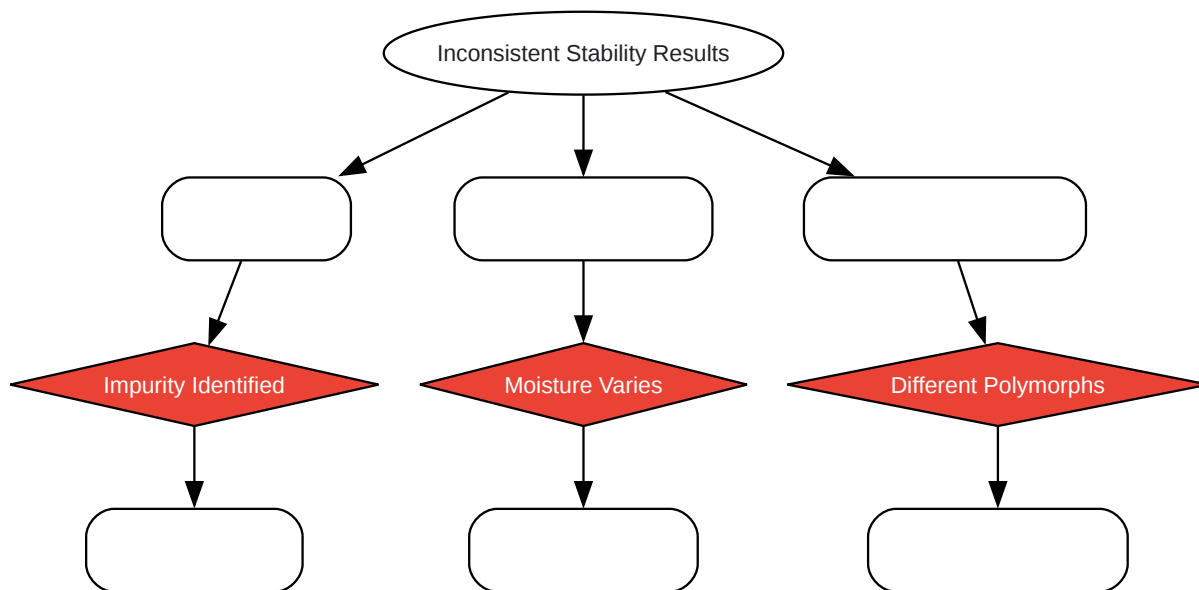 Inconsistent Stability Results
Impurity Identified
Moisture Varies
Different Polymorphs